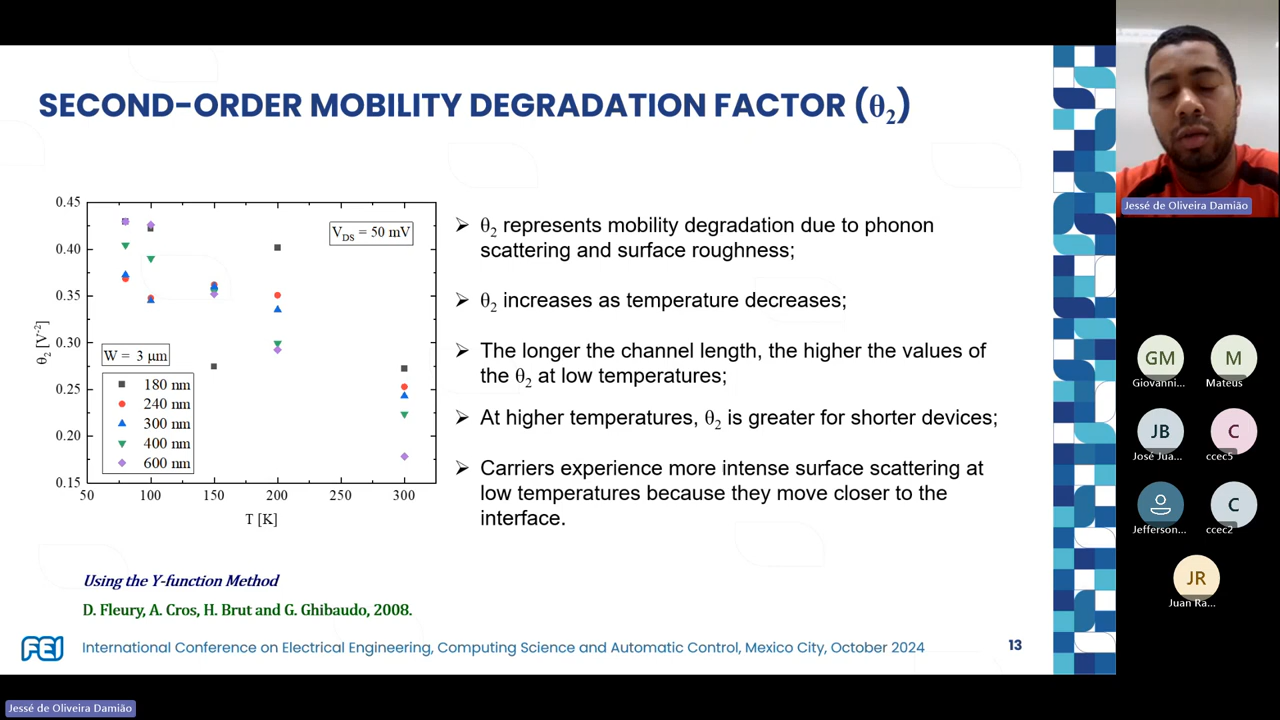 SECOND-ORDER MOBILITY DEGRADATION FACTOR (θ₂)
0.45
0.40
0.35
0.30
0.25
0.20
0.15
θ₂ [V⁻²]
V_DS = 50 mV
W = 3 μm
180 nm
240 nm
300 nm
400 nm
600 nm
50
100
150
200
250
300
T [K]
➢ θ₂ represents mobility degradation due to phonon
scattering and surface roughness;
➢ θ₂ increases as temperature decreases;
➢ The longer the channel length, the higher the values of
the θ₂ at low temperatures;
➢ At higher temperatures, θ₂ is greater for shorter devices;
➢ Carriers experience more intense surface scattering at
low temperatures because they move closer to the
interface.
Using the Y-function Method
D. Fleury, A. Cros, H. Brut and G. Ghibaudo, 2008.
FEI
International Conference on Electrical Engineering, Computing Science and Automatic Control, Mexico City, October 2024
13
Jessé de Oliveira Damião
GM
Giovanni...
M
Mateus
JB
José Jua...
C
ccec5
Jefferson...
C
ccec2
JR
Juan Ra...
Jessé de Oliveira Damião